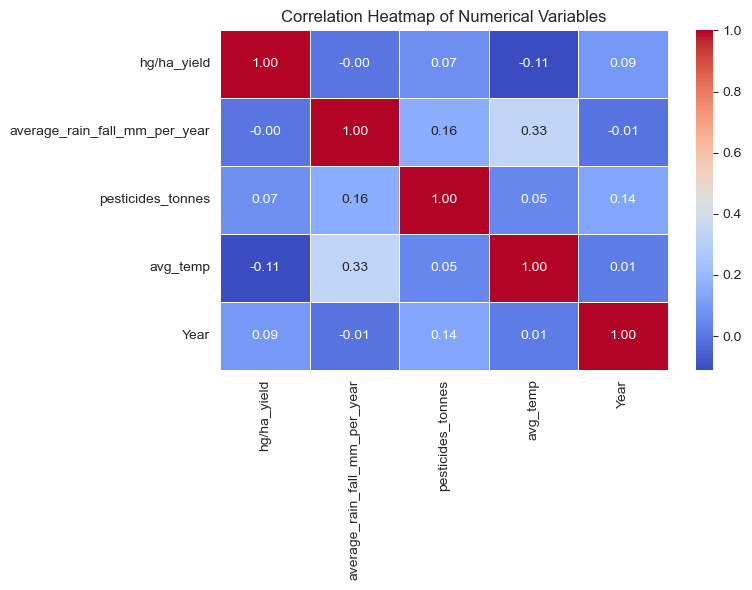 Correlation Heatmap of Numerical Variables
hg/ha_yield 1.00 -0.00 0.07 -0.11 0.09
average_rain_fall_mm_per_year -0.00 1.00 0.16 0.33 -0.01
pesticides_tonnes 0.07 0.16 1.00 0.05 0.14
avg_temp -0.11 0.33 0.05 1.00 0.01
Year 0.09 -0.01 0.14 0.01 1.00
hg/ha_yield
average_rain_fall_mm_per_year
pesticides_tonnes
avg_temp
Year
1.0
0.8
0.6
0.4
0.2
0.0